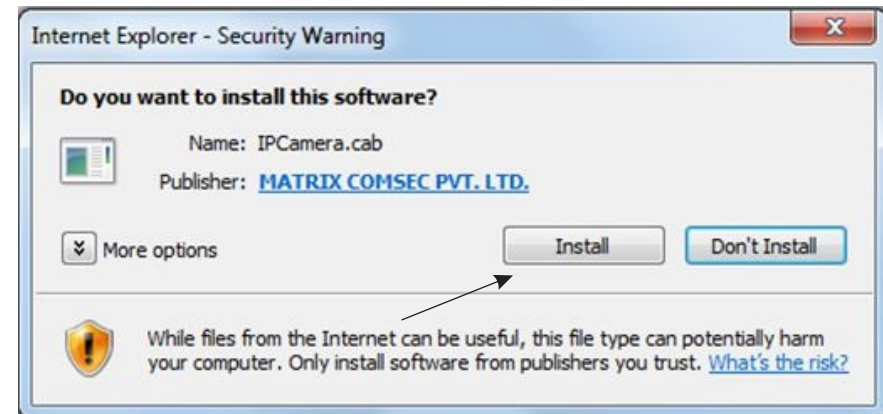 Internet Explorer - Security Warning
Do you want to install this software?
Name: IPCamera.cab
Publisher: MATRIX COMSEC PVT. LTD.
More options
Install
Don't Install
While files from the Internet can be useful, this file type can potentially harm
your computer. Only install software from publishers you trust. What's the risk?